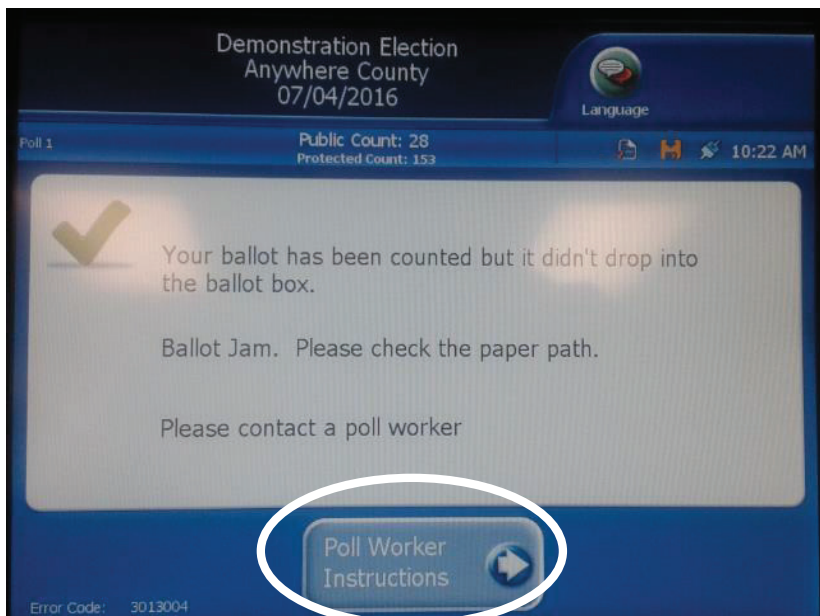 Demonstration Election
Anywhere County
07/04/2016
Language
Poll 1
Public Count: 28
Protected Count: 153
10:22 AM
Your ballot has been counted but it didn't drop into
the ballot box.
Ballot Jam.  Please check the paper path.
Please contact a poll worker
Poll Worker
Instructions
Error Code:    3013004